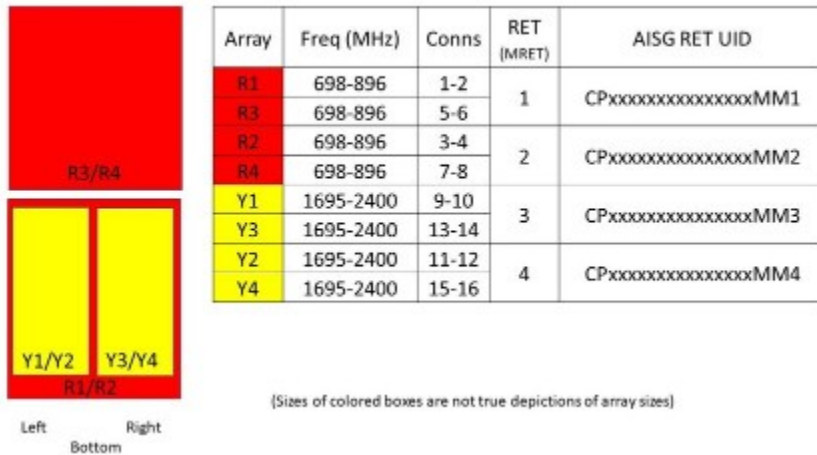 R3/R4
Y1/Y2 Y3/Y4
R1/R2
Left Right
Bottom
Array Freq (MHz) Conns RET (MRET) AISG RET UID
R1 698-896 1-2 1 CPxxxxxxxxxxxxxxxMM1
R3 698-896 5-6
R2 698-896 3-4 2 CPxxxxxxxxxxxxxxxMM2
R4 698-896 7-8
Y1 1695-2400 9-10 3 CPxxxxxxxxxxxxxxxMM3
Y3 1695-2400 13-14
Y2 1695-2400 11-12 4 CPxxxxxxxxxxxxxxxMM4
Y4 1695-2400 15-16
(Sizes of colored boxes are not true depictions of array sizes)